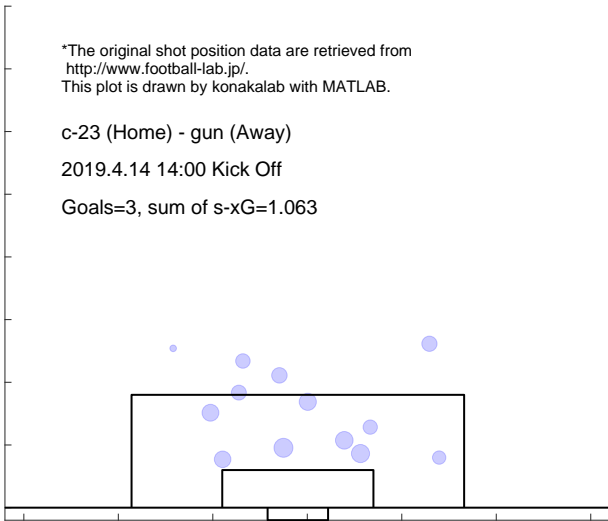 *The original shot position data are retrieved from
http://www.football-lab.jp/.
This plot is drawn by konakalab with MATLAB.
c-23 (Home) - gun (Away)
2019.4.14 14:00 Kick Off
Goals=3, sum of s-xG=1.063